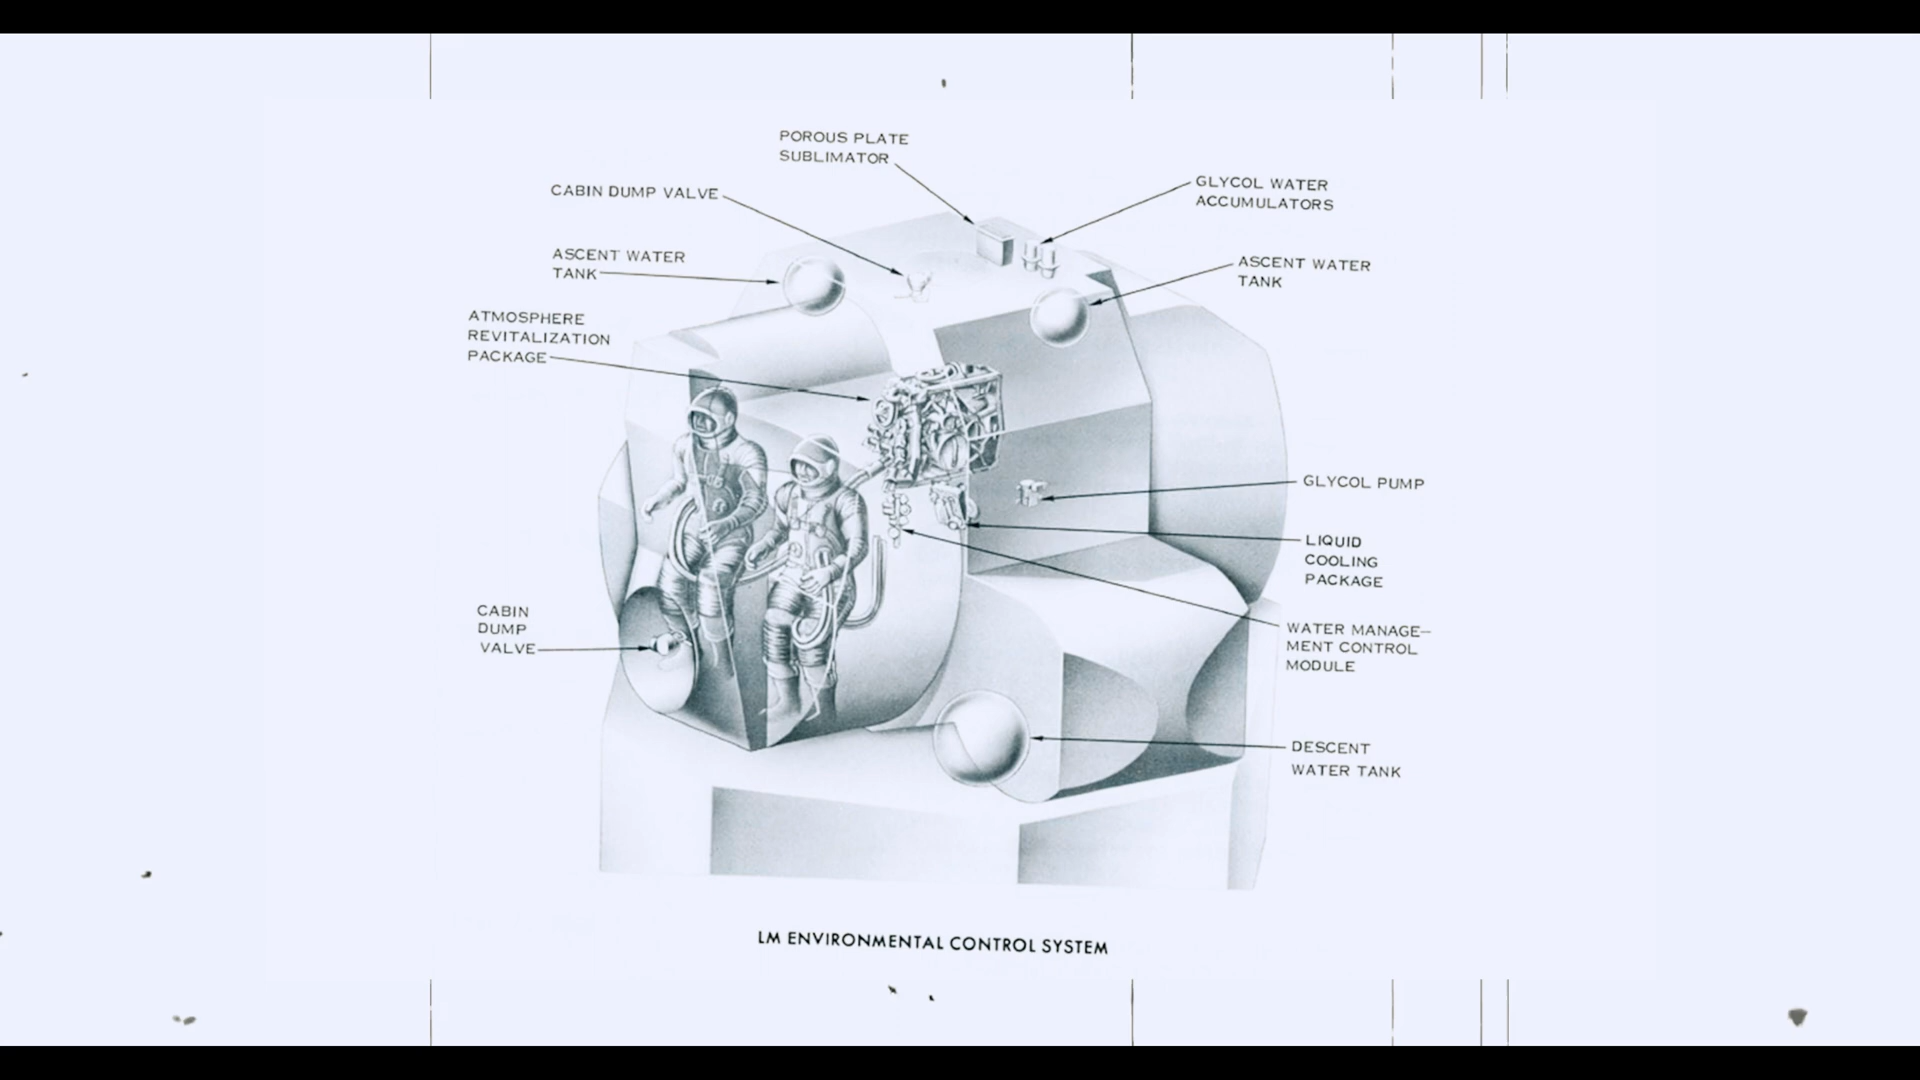 POROUS PLATE
SUBLIMATOR
CABIN DUMP VALVE
GLYCOL WATER
ACCUMULATORS
ASCENT WATER
TANK
ASCENT WATER
TANK
ATMOSPHERE
REVITALIZATION
PACKAGE
GLYCOL PUMP
LIQUID
COOLING
PACKAGE
CABIN
DUMP
VALVE
WATER MANAGE—
MENT CONTROL
MODULE
DESCENT
WATER TANK
LM ENVIRONMENTAL CONTROL SYSTEM